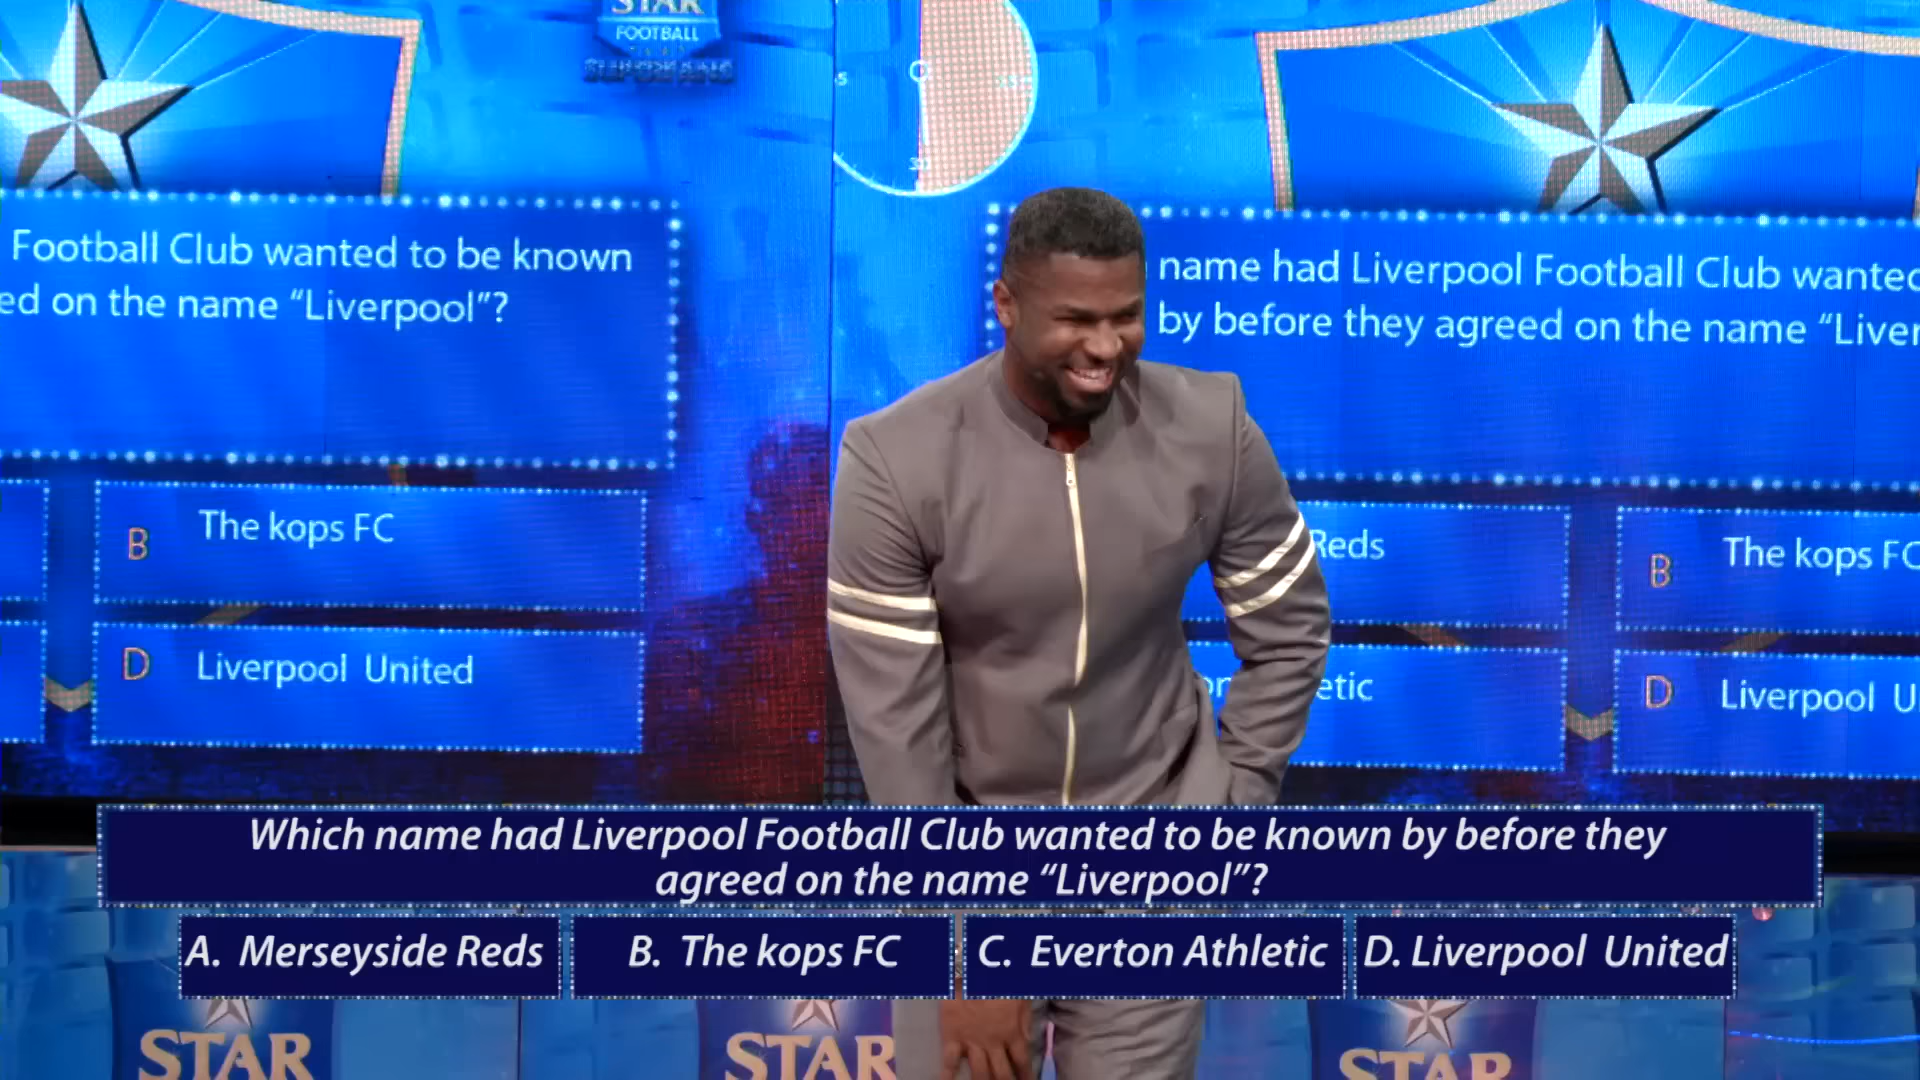 STAR
FOOTBALL
Football Club wanted to be known
ed on the name “Liverpool”?
B The kops FC
D Liverpool United
name had Liverpool Football Club wanted
by before they agreed on the name “Liver
Reds
B The kops FC
etic
D Liverpool U
Which name had Liverpool Football Club wanted to be known by before they
agreed on the name “Liverpool”?
A. Merseyside Reds
B. The kops FC
C. Everton Athletic
D. Liverpool United
STAR
STAR
STAR